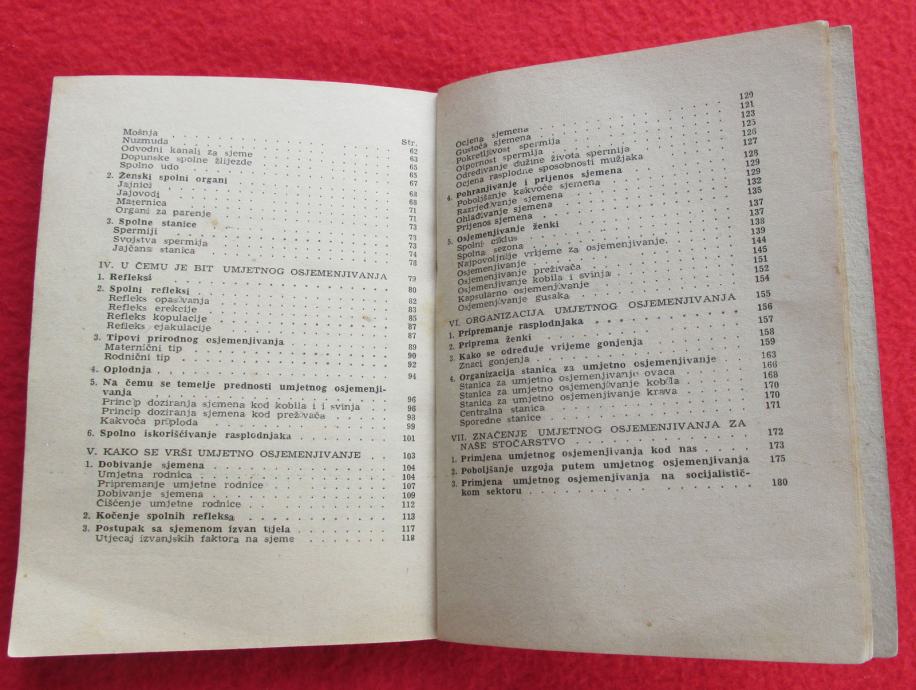 Str.
Mošnja 62
Nuzmuda 63
Odvodni kanali za sjeme 65
Dopunske spolne žlijezde 65
Spolno udo 67
2. Ženski spolni organi 68
Jajnici 68
Jajovodi 71
Maternica 71
Organi za parenje 73
3. Spolne stanice 73
Spermiji 73
Svojstva spermija 74
Jajčana stanica 78
IV. U ČEMU JE BIT UMJETNOG OSJEMENJIVANJA 79
1. Refleksi 80
2. Spolni refleksi 82
Refleks opasivanja 83
Refleks erekcije 85
Refleks kopulacije 87
Refleks ejakulacije 87
3. Tipovi prirodnog osjemenjivanja 89
Maternični tip 90
Rodnični tip 92
4. Oplodnja 94
5. Na čemu se temelje prednosti umjetnog osjemenji-
vanja 96
Princip doziranja sjemena kod kobila i i svinja 96
Princip doziranja sjemena kod preživača 98
Kakvoća priploda 99
6. Spolno iskorišćivanje rasplodnjaka 101
V. KAKO SE VRŠI UMJETNO OSJEMENJIVANJE 103
1. Dobivanje sjemena 104
Umjetna rodnica 104
Pripremanje umjetne rodnice 107
Dobivanje sjemena 109
Čišćenje umjetne rodnice 112
2. Kočenje spolnih refleksa 113
3. Postupak sa sjemenom izvan tijela 117
Utjecaj izvanjskih faktora na sjeme 118
Ocjena sjemena 120
Gustoća sjemena 121
Pokretljivost spermija 123
Otpornost spermija 125
Određivanje dužine života spermija 126
Ocjena rasplodne sposobnosti mužjaka 127
4. Pohranjivanje i prijenos sjemena 128
Poboljšanje kakvoće sjemena 129
Razrjeđivanje sjemena 129
Ohlađivanje sjemena 132
Prijenos sjemena 135
5. Osjemenjivanje ženki 137
Spolni ciklus 137
Spolna sezona 138
Najpovoljnije vrijeme za osjemenjivanje. 139
Osjemenjivanje 144
Osjemenjivanje preživača 145
Osjemenjivanje kobila i svinja 151
Kapsularno osjemenjivanje 152
Osjemenjivanje gusaka 154
VI. ORGANIZACIJA UMJETNOG OSJEMENJIVANJA 155
1. Pripremanje rasplodnjaka 156
2. Priprema ženki 157
3. Kako se određuje vrijeme gonjenja 158
Znaci gonjenja 159
4. Organizacija stanica za umjetno osjemenjivanje 163
Stanica za umjetno osjemenjivanje ovaca 166
Stanica za umjetno osjemenjivanje kobila 168
Stanica za umjetno osjemenjivanje krava 170
Centralna stanica 170
Sporedne stanice 171
VII. ZNAČENJE UMJETNOG OSJEMENJIVANJA ZA
NAŠE STOČARSTVO 172
1. Primjena umjetnog osjemenjivanja kod nas 173
2. Poboljšanje uzgoja putem umjetnog osjemenjivanja 175
3. Primjena umjetnog osjemenjivanja na socijalistič-
kom sektoru 180